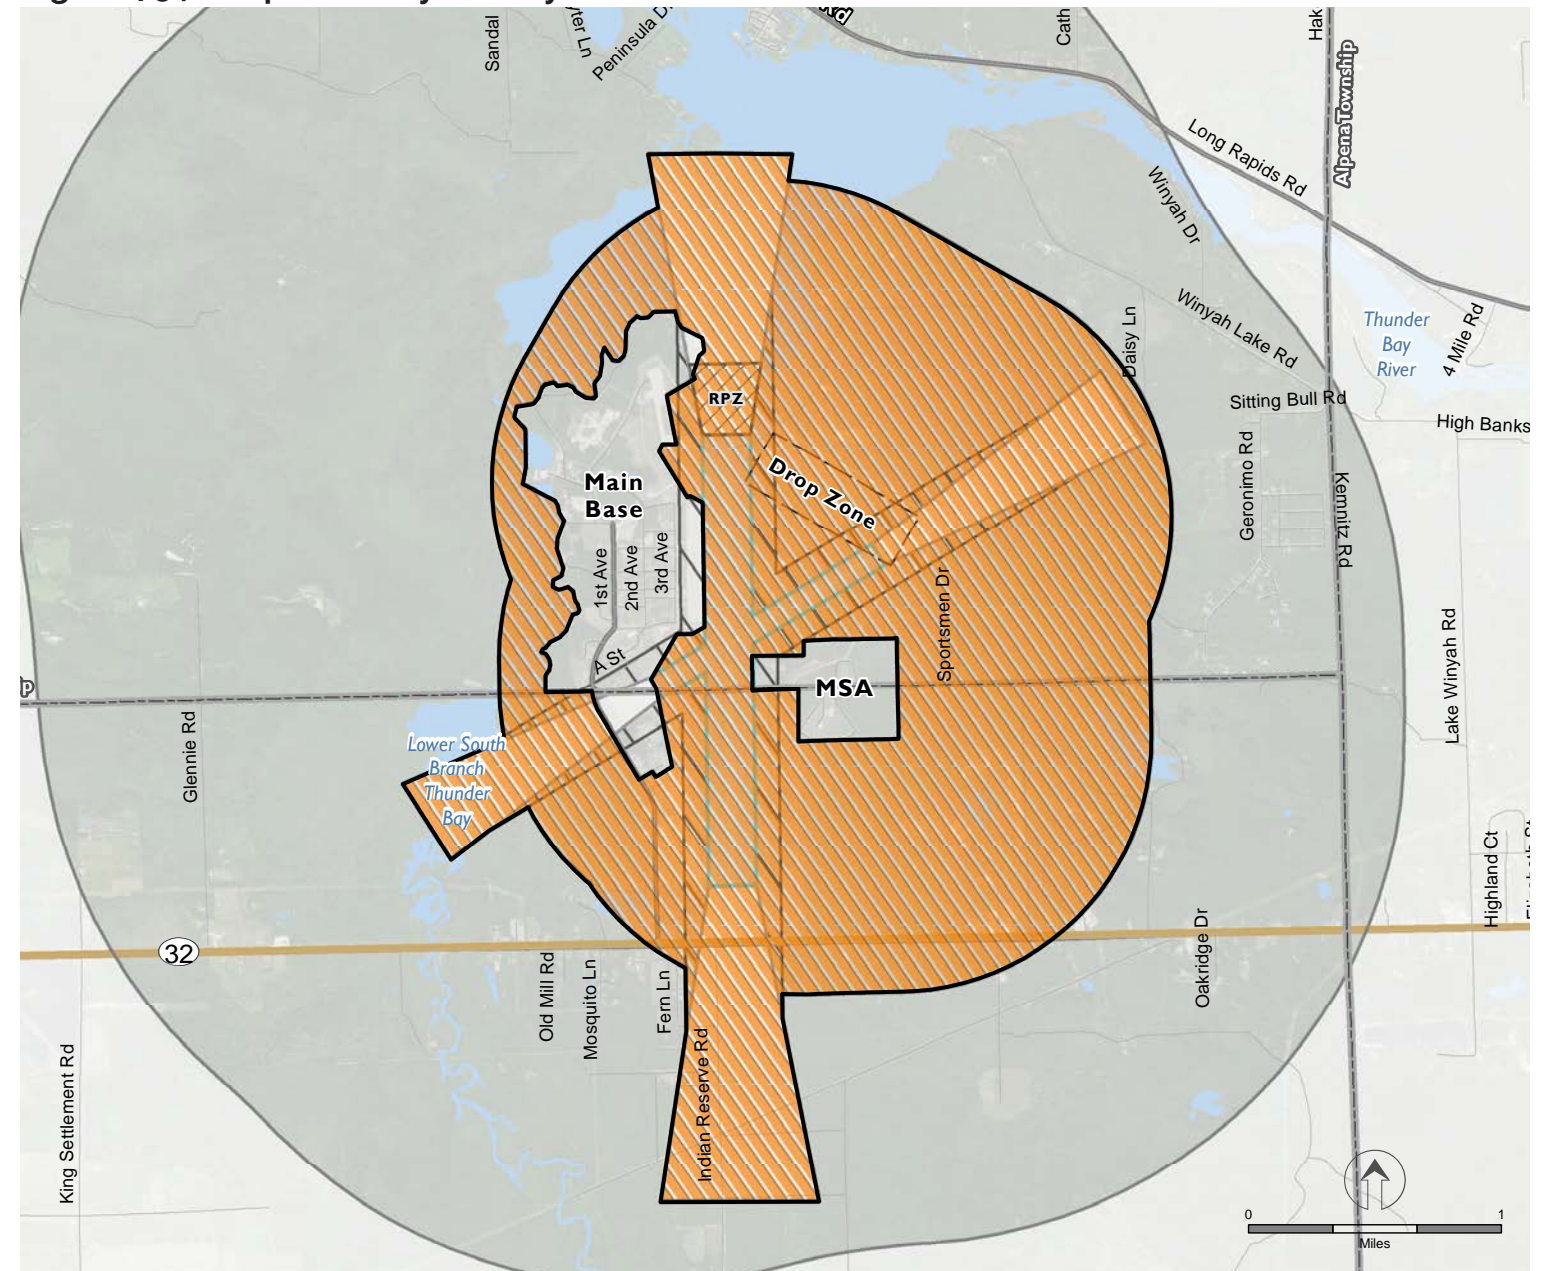 Rd
Sandal
Peninsula Dr
Cath
Hak
Alpena Township
Long Rapids Rd
Winyah Dr
Winyah Lake Rd
Daisy Ln
Thunder
Bay
River
4 Mile Rd
Sitting Bull Rd
High Banks
RPZ
Drop Zone
Main
Base
Geronimo Rd
Kemnitz Rd
1st Ave
2nd Ave
3rd Ave
A St
Sportsmen Dr
MSA
Lake Winyah Rd
Glennie Rd
Lower South
Branch
Thunder
Bay
Highland Ct
32
Old Mill Rd
Mosquito Ln
Fern Ln
Oakridge Dr
Indian Reserve Rd
King Settlement Rd
0
1
Miles